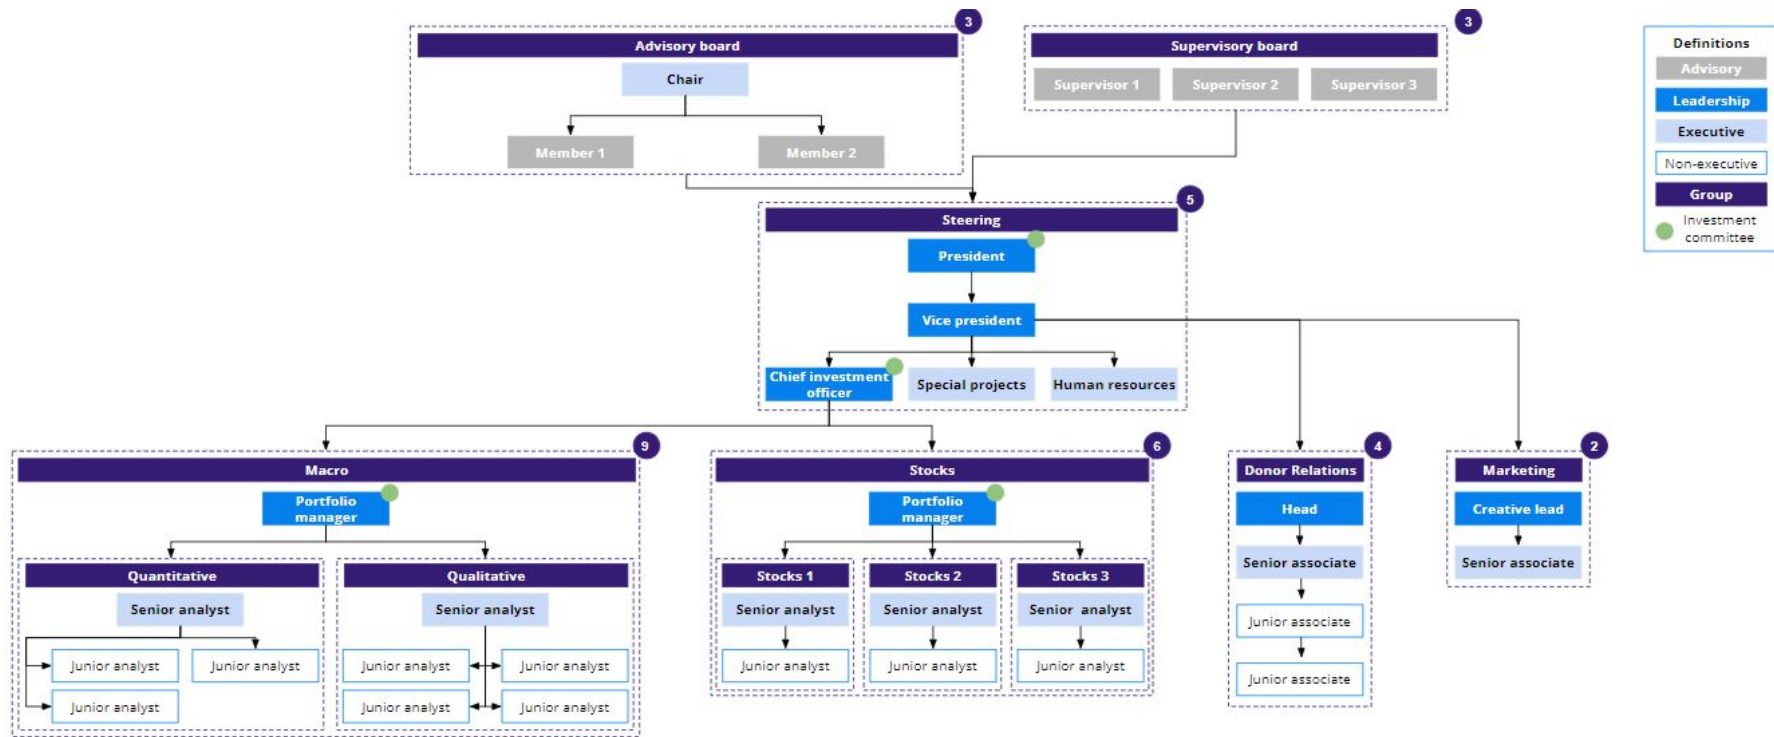 3
Advisory board
Chair
Member 1
Member 2
3
Supervisory board
Supervisor 1
Supervisor 2
Supervisor 3
Definitions
Advisory
Leadership
Executive
Non-executive
Group
Investment
committee
5
Steering
President
Vice president
Chief investment
officer
Special projects
Human resources
9
Macro
Portfolio
manager
Quantitative
Senior analyst
Junior analyst
Junior analyst
Junior analyst
Qualitative
Senior analyst
Junior analyst
Junior analyst
Junior analyst
Junior analyst
6
Stocks
Portfolio
manager
Stocks 1
Senior analyst
Junior analyst
Stocks 2
Senior analyst
Junior analyst
Stocks 3
Senior analyst
Junior analyst
4
Donor Relations
Head
Senior associate
Junior associate
Junior associate
2
Marketing
Creative lead
Senior associate